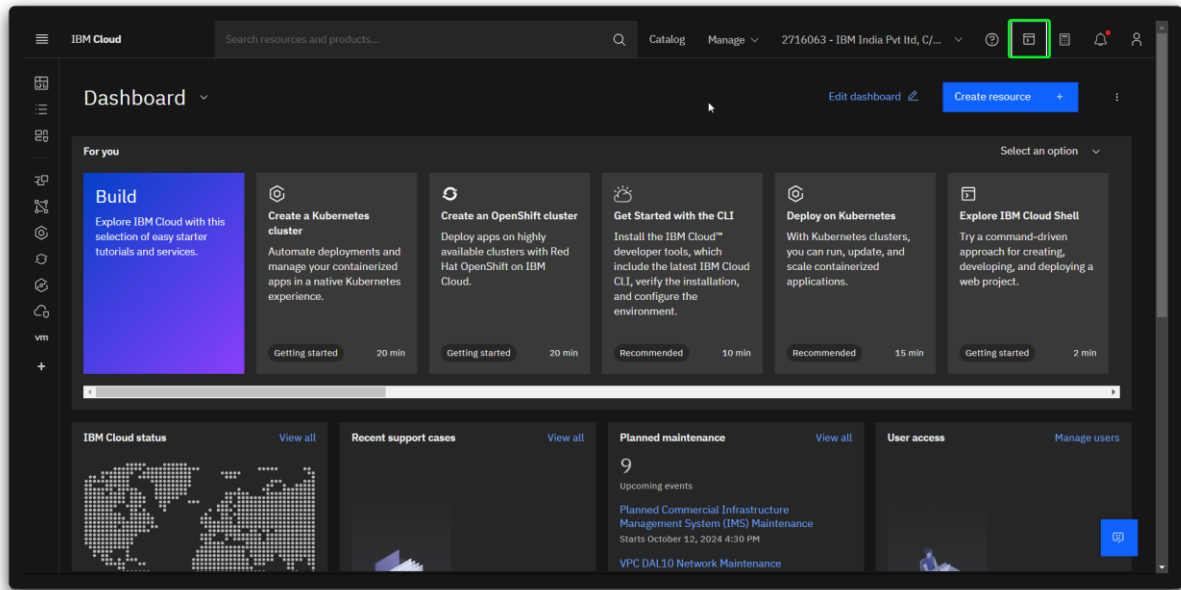 IBM Cloud
Search resources and products...
Catalog
Manage
2716063 - IBM India Pvt ltd, C/...
Dashboard
Edit dashboard
Create resource +
For you
Select an option
Build
Explore IBM Cloud with this
selection of easy starter
tutorials and services.
Create a Kubernetes
cluster
Automate deployments and
manage your containerized
apps in a native Kubernetes
experience.
Getting started
20 min
Create an OpenShift cluster
Deploy apps on highly
available clusters with Red
Hat OpenShift on IBM
Cloud.
Getting started
20 min
Get Started with the CLI
Install the IBM Cloud™
developer tools, which
include the latest IBM Cloud
CLI, verify the installation,
and configure the
environment.
Recommended
10 min
Deploy on Kubernetes
With Kubernetes clusters,
you can run, update, and
scale containerized
applications.
Recommended
15 min
Explore IBM Cloud Shell
Try a command-driven
approach for creating,
developing, and deploying a
web project.
Getting started
2 min
vm
+
IBM Cloud status
View all
Recent support cases
View all
Planned maintenance
View all
9
Upcoming events
Planned Commercial Infrastructure
Management System (IMS) Maintenance
Starts October 12, 2024 4:30 PM
VPC DAL10 Network Maintenance
User access
Manage users